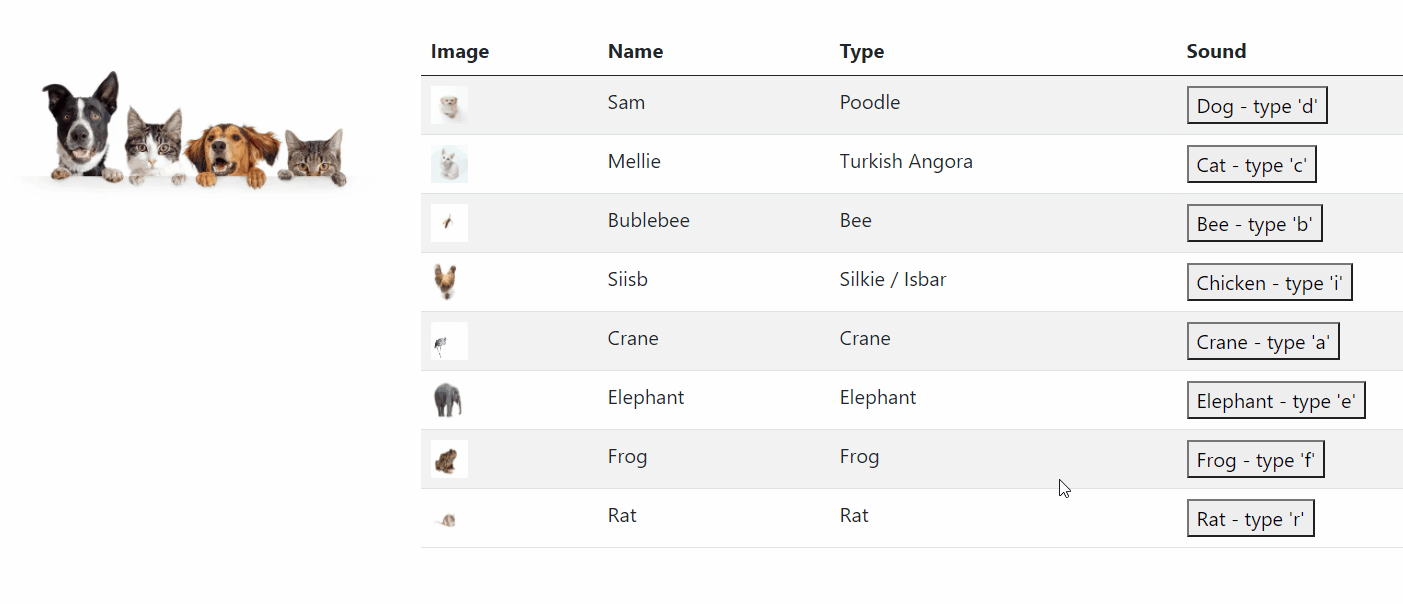 Image Name Type Sound
Sam Poodle Dog - type 'd'
Mellie Turkish Angora Cat - type 'c'
Bublebee Bee Bee - type 'b'
Siisb Silkie / Isbar Chicken - type 'i'
Crane Crane Crane - type 'a'
Elephant Elephant Elephant - type 'e'
Frog Frog Frog - type 'f'
Rat Rat Rat - type 'r'